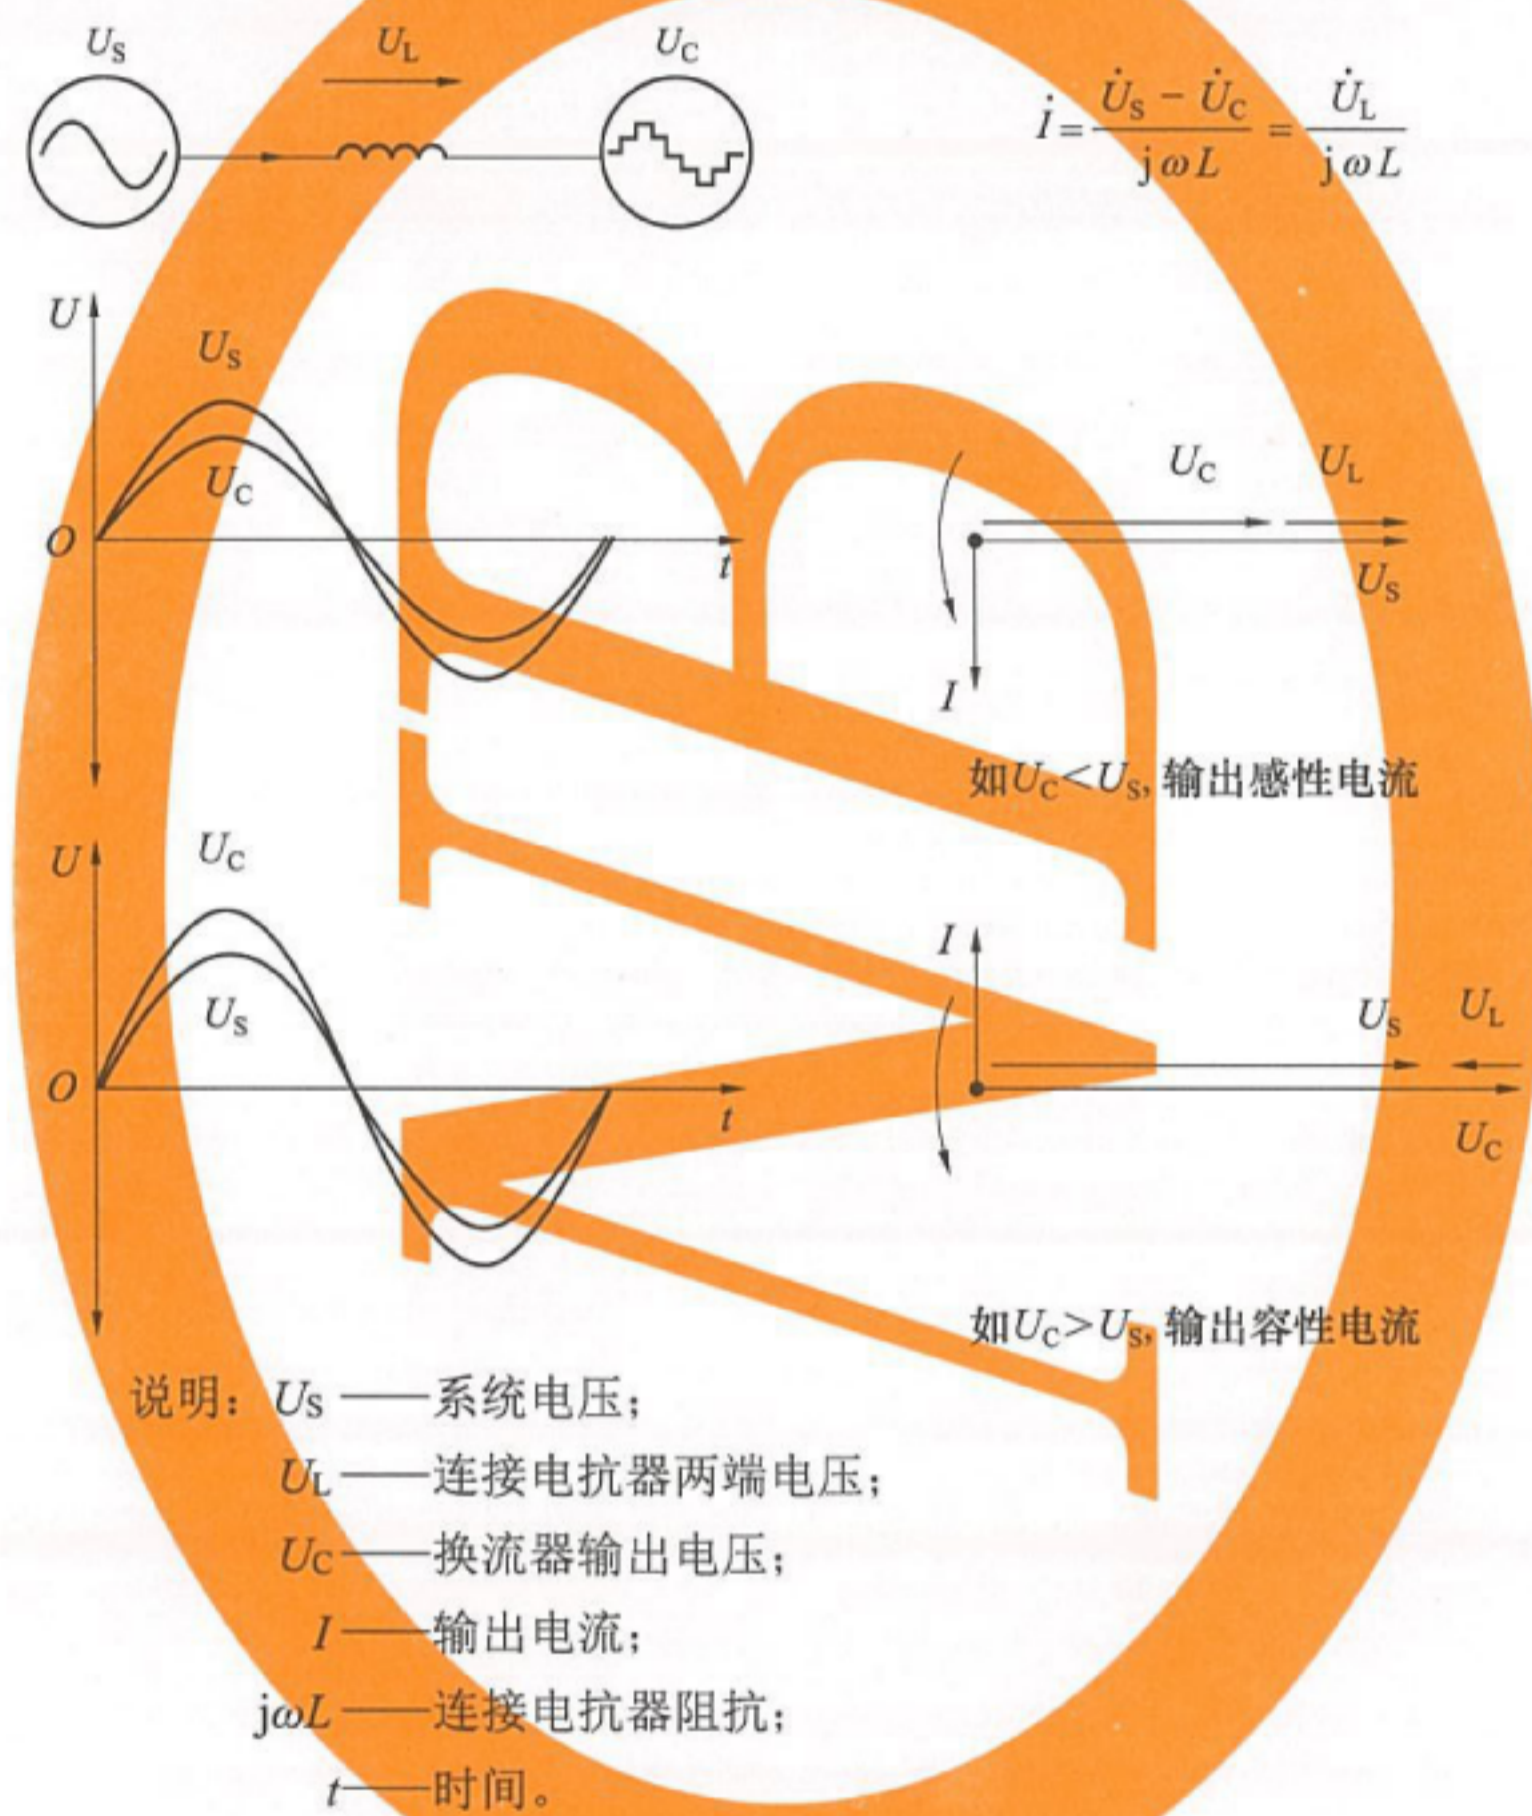 U_S U_L U_C
İ = (U̇_S − U̇_C) / (jωL) = U̇_L / (jωL)
U
U_S
U_C
O
t
U_C U_L
U_S
I
如U_C<U_S, 输出感性电流
U
U_C
U_S
O
t
I
U_S U_L
U_C
如U_C>U_S, 输出容性电流
说明：U_S ——系统电压；
U_L ——连接电抗器两端电压；
U_C ——换流器输出电压；
I ——输出电流；
jωL ——连接电抗器阻抗；
t ——时间。